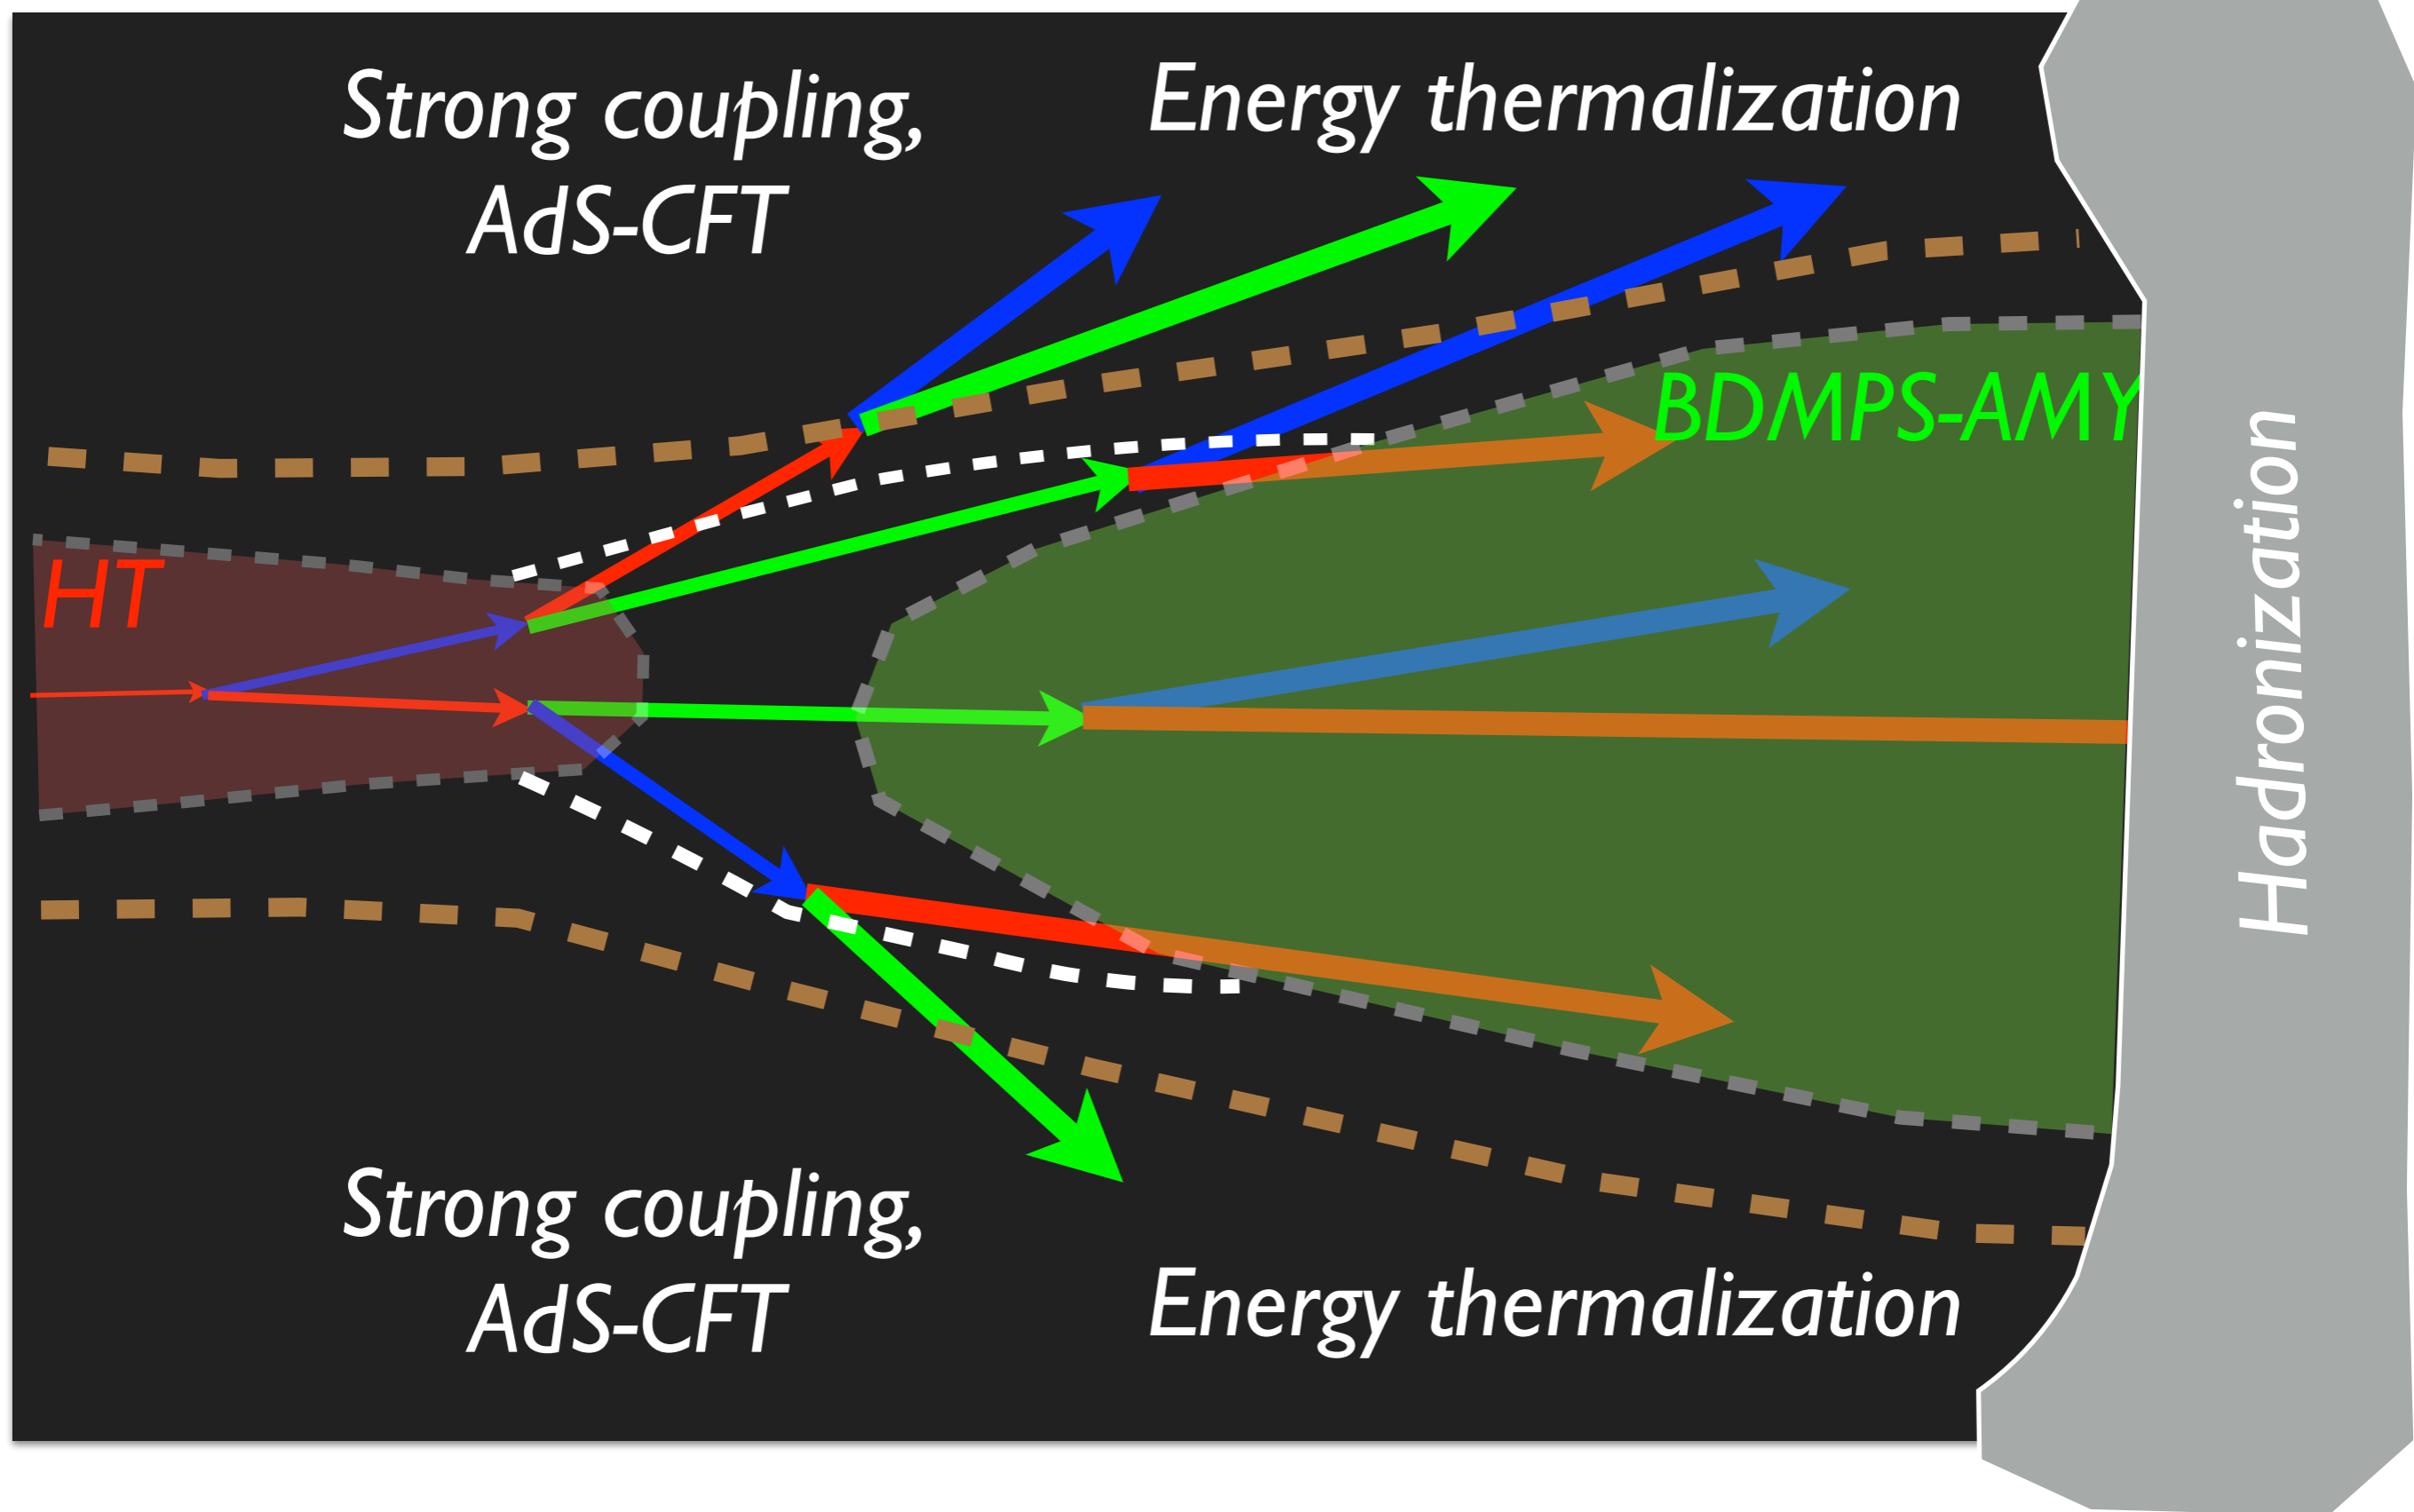 Strong coupling,
AdS-CFT
Energy thermalization
BDMPS-AMY
HT
Hadronization
Strong coupling,
AdS-CFT
Energy thermalization